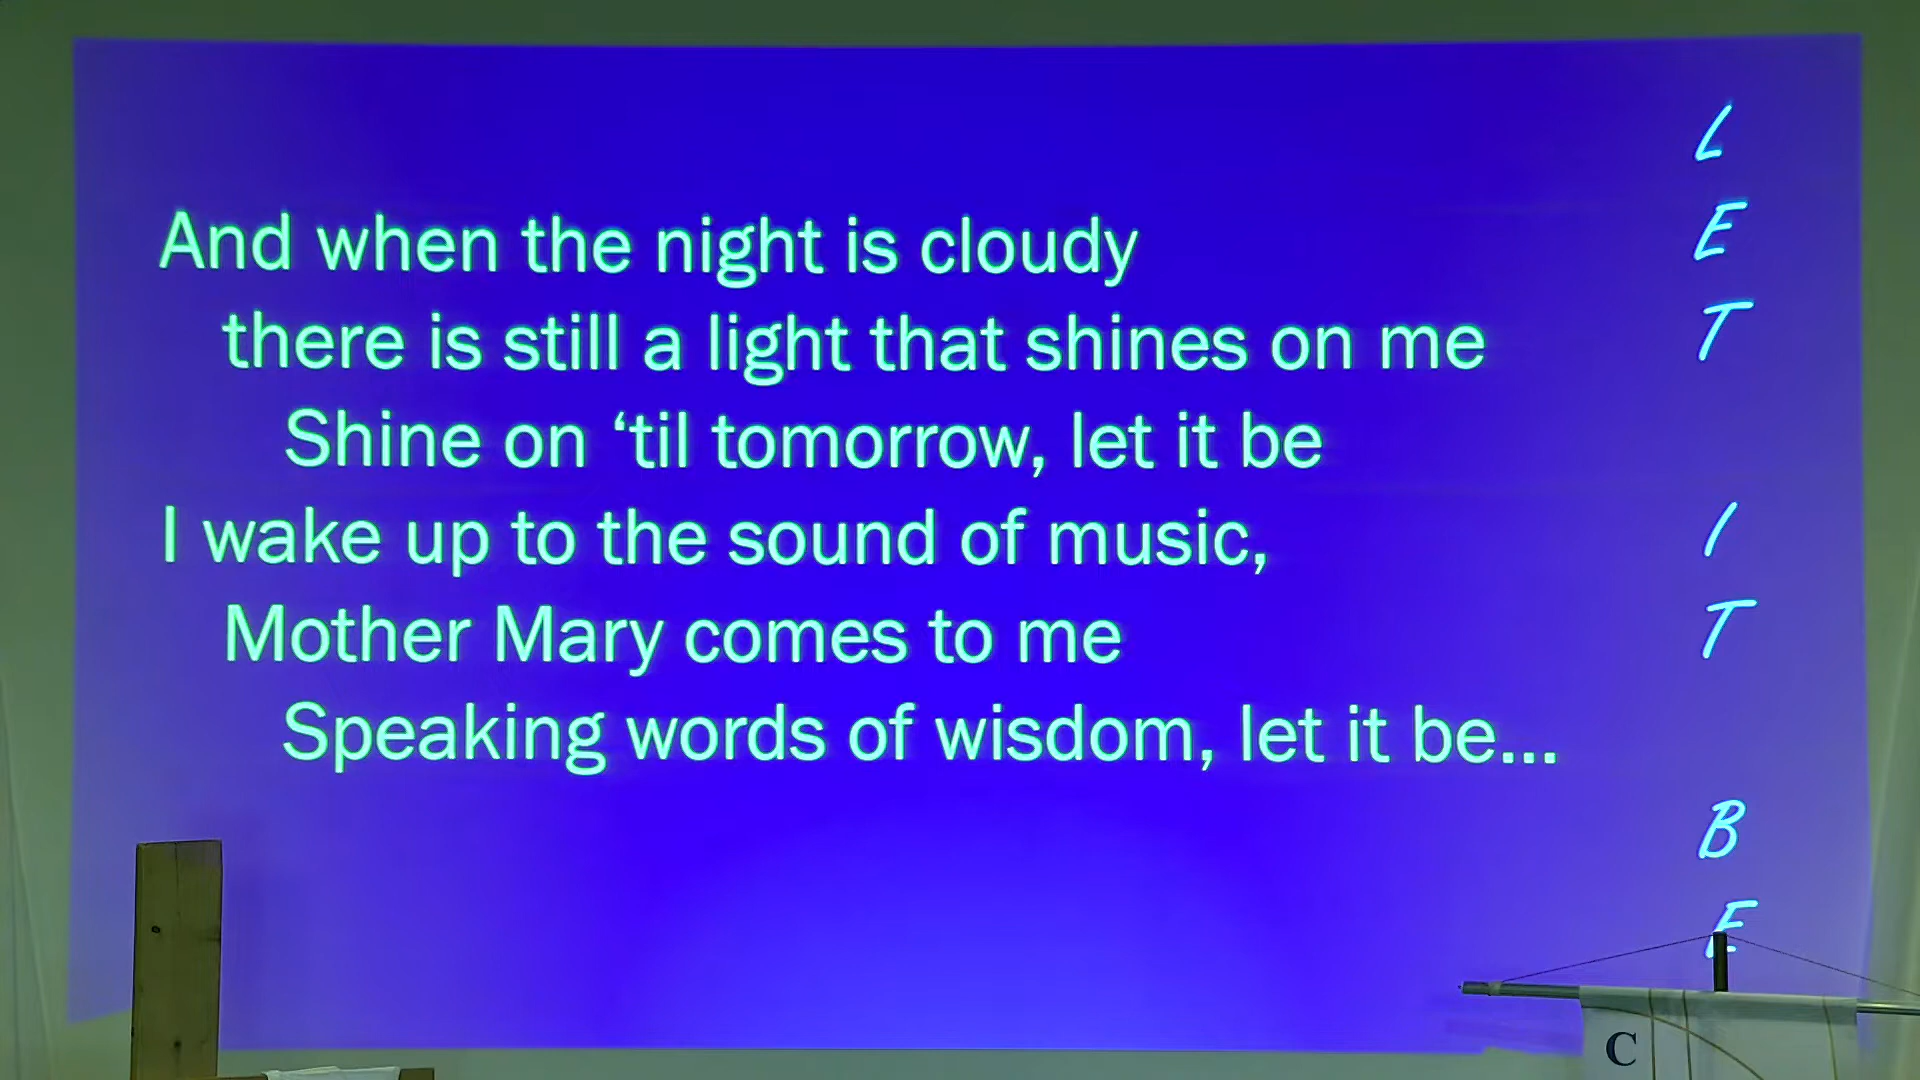 And when the night is cloudy
there is still a light that shines on me
Shine on ‘til tomorrow, let it be
I wake up to the sound of music,
Mother Mary comes to me
Speaking words of wisdom, let it be...
L
E
T
I
T
B
E
C